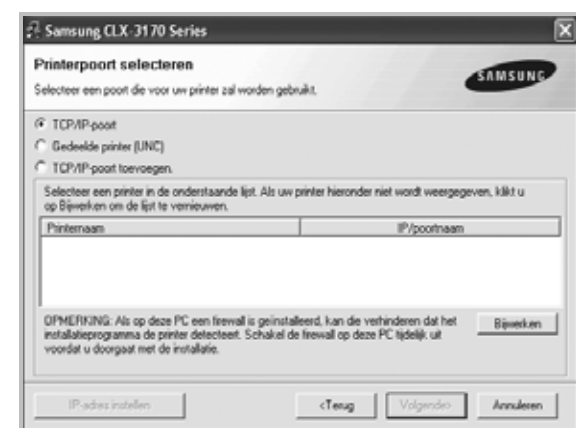 Samsung CLX-3170 Series
Printerpoort selecteren
Selecteer een poort die voor uw printer zal worden gebruikt.
SAMSUNG
TCP/IP-poort
Gedeelde printer (UNC)
TCP/IP-poort toevoegen.
Selecteer een printer in de onderstaande lijst. Als uw printer hieronder niet wordt weergegeven, klikt u
op Bijwerken om de lijst te vernieuwen.
Printernaam IP/poortnaam
OPMERKING: Als op deze PC een firewall is geïnstalleerd, kan die verhinderen dat het
installatieprogramma de printer detecteert. Schakel de firewall op deze PC tijdelijk uit
voordat u doorgaat met de installatie.
Bijwerken
IP-adres instellen <Terug Volgende> Annuleren